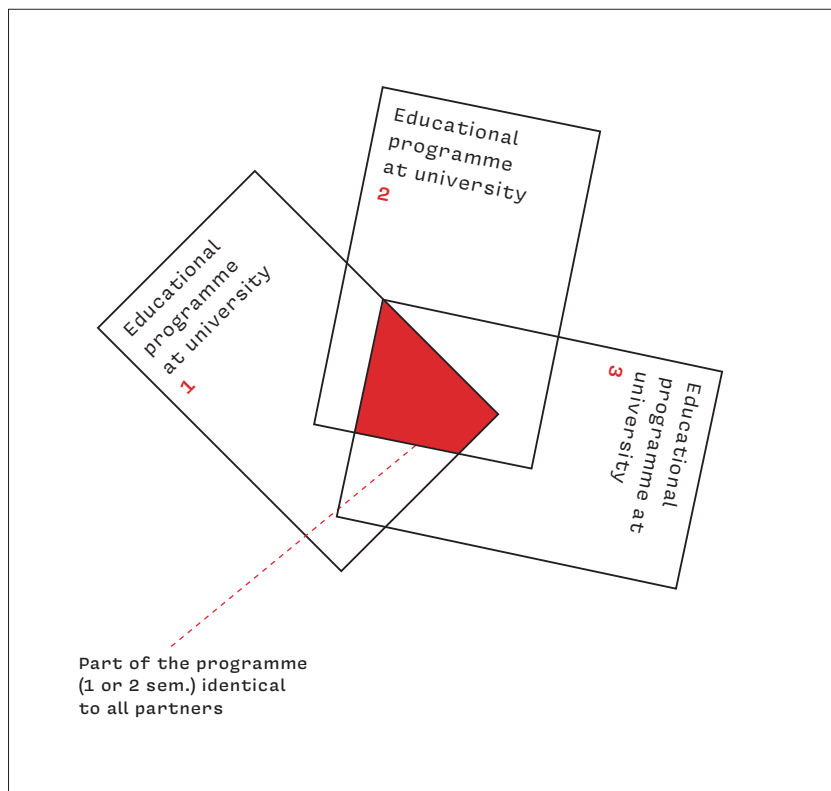 Educational
programme
at university
2
Educational
programme
at university
1
3
Educational
programme at
university
Part of the programme
(1 or 2 sem.) identical
to all partners